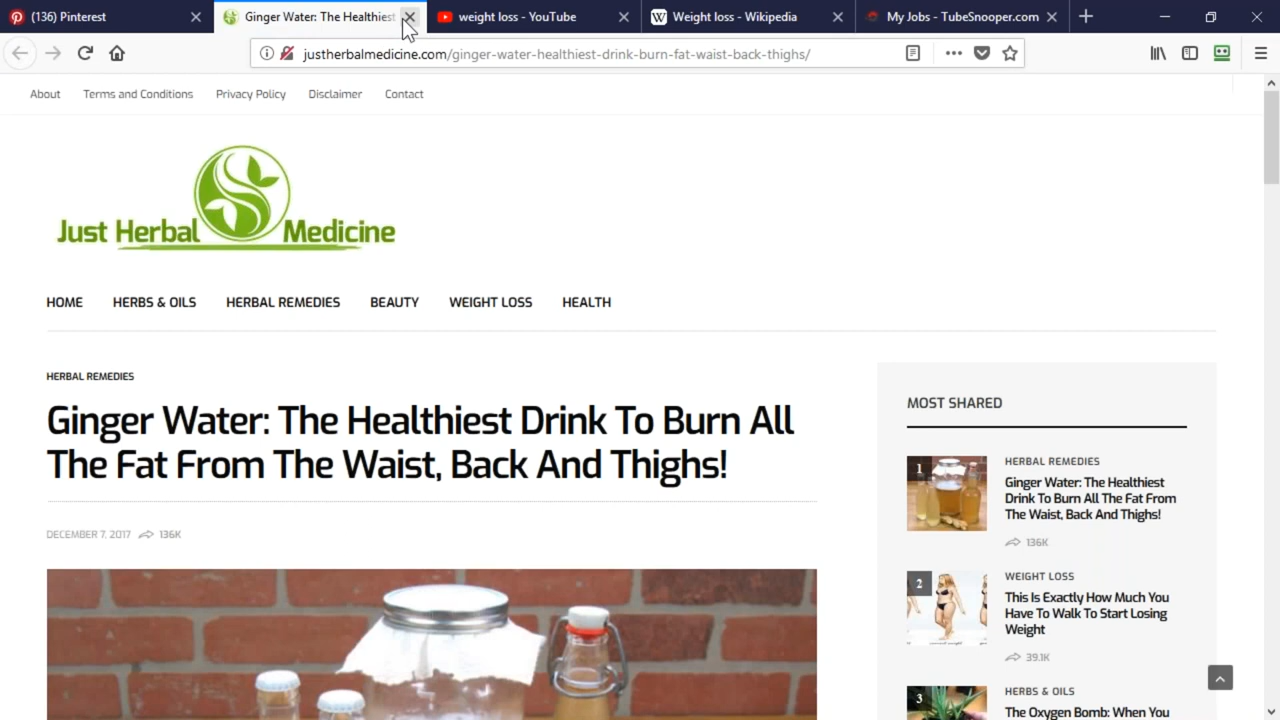 (136) Pinterest
Ginger Water: The Healthiest
weight loss - YouTube
Weight loss - Wikipedia
My Jobs - TubeSnooper.com
justherbalmedicine.com/ginger-water-healthiest-drink-burn-fat-waist-back-thighs/
About Terms and Conditions Privacy Policy Disclaimer Contact
Just Herbal Medicine
HOME HERBS & OILS HERBAL REMEDIES BEAUTY WEIGHT LOSS HEALTH
HERBAL REMEDIES
Ginger Water: The Healthiest Drink To Burn All
The Fat From The Waist, Back And Thighs!
DECEMBER 7, 2017 136K
MOST SHARED
1
HERBAL REMEDIES
Ginger Water: The Healthiest
Drink To Burn All The Fat From
The Waist, Back And Thighs!
136K
2
WEIGHT LOSS
This Is Exactly How Much You
Have To Walk To Start Losing
Weight
39.1K
3
HERBS & OILS
The Oxygen Bomb: When You